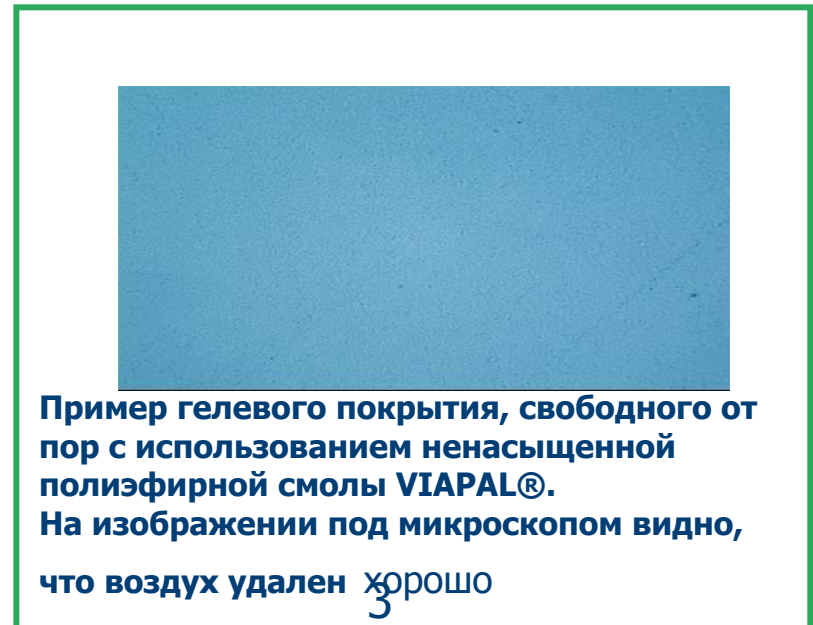 Пример гелевого покрытия, свободного от
пор с использованием ненасыщенной
полиэфирной смолы VIAPAL®.
На изображении под микроскопом видно,
что воздух удален хорошо
3